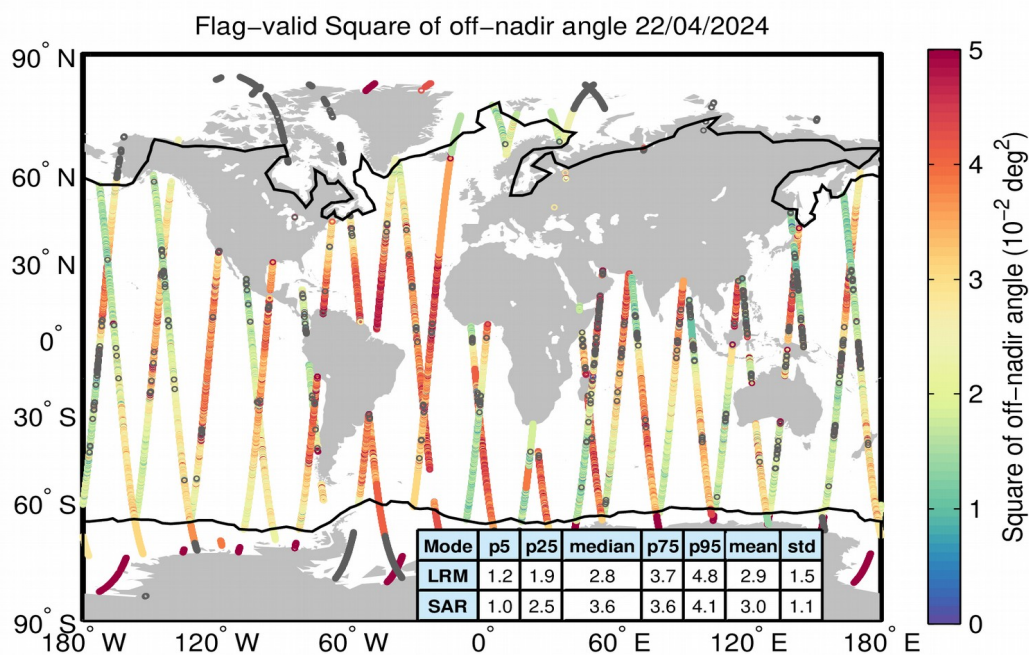 Flag−valid Square of off−nadir angle 22/04/2024
90° N
60° N
30° N
0°
30° S
60° S
90° S
180° W
120° W
60° W
0°
60° E
120° E
180° E
5
4
3
2
1
0
Square of off−nadir angle (10⁻² deg²)
Mode p5 p25 median p75 p95 mean std
LRM 1.2 1.9 2.8 3.7 4.8 2.9 1.5
SAR 1.0 2.5 3.6 3.6 4.1 3.0 1.1